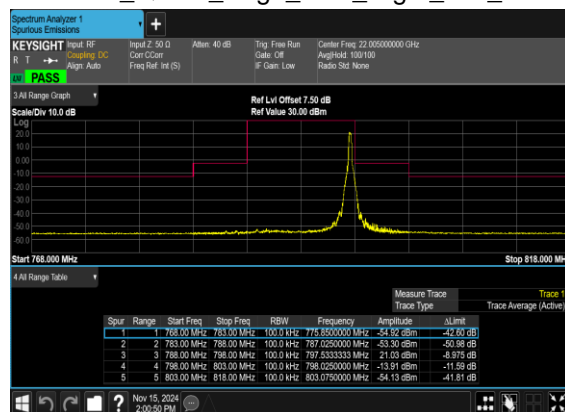 Spectrum Analyzer 1
Spurious Emissions
+
KEYSIGHT Input: RF Input Z: 50 Ω Atten: 40 dB Trig: Free Run Center Freq: 22.005000000 GHz
R T Coupling: DC Corr CCorr Gate: Off Avg|Hold: 100/100
Align: Auto Freq Ref: Int (S) IF Gain: Low Radio Std: None
PASS
3 All Range Graph
Ref Lvl Offset 7.50 dB
Scale/Div 10.0 dB Ref Value 30.00 dBm
Log
20.0
10.0
0.00
-10.0
-20.0
-30.0
-40.0
-50.0
-60.0
Start 768.000 MHz Stop 818.000 MH
4 All Range Table
Measure Trace Trace 1
Trace Type Trace Average (Active)
Spur Range Start Freq Stop Freq RBW Frequency Amplitude ΔLimit
1 1 768.00 MHz 783.00 MHz 100.0 kHz 775.8500000 MHz -54.92 dBm -42.60 dB
2 2 783.00 MHz 788.00 MHz 100.0 kHz 787.0250000 MHz -53.30 dBm -50.98 dB
3 3 788.00 MHz 798.00 MHz 100.0 kHz 797.5333333 MHz 21.03 dBm -8.975 dB
4 4 798.00 MHz 803.00 MHz 100.0 kHz 798.0250000 MHz -13.91 dBm -11.59 dB
5 5 803.00 MHz 818.00 MHz 100.0 kHz 803.0750000 MHz -54.13 dBm -41.81 dB
?
Nov 15, 2024
2:00:50 PM